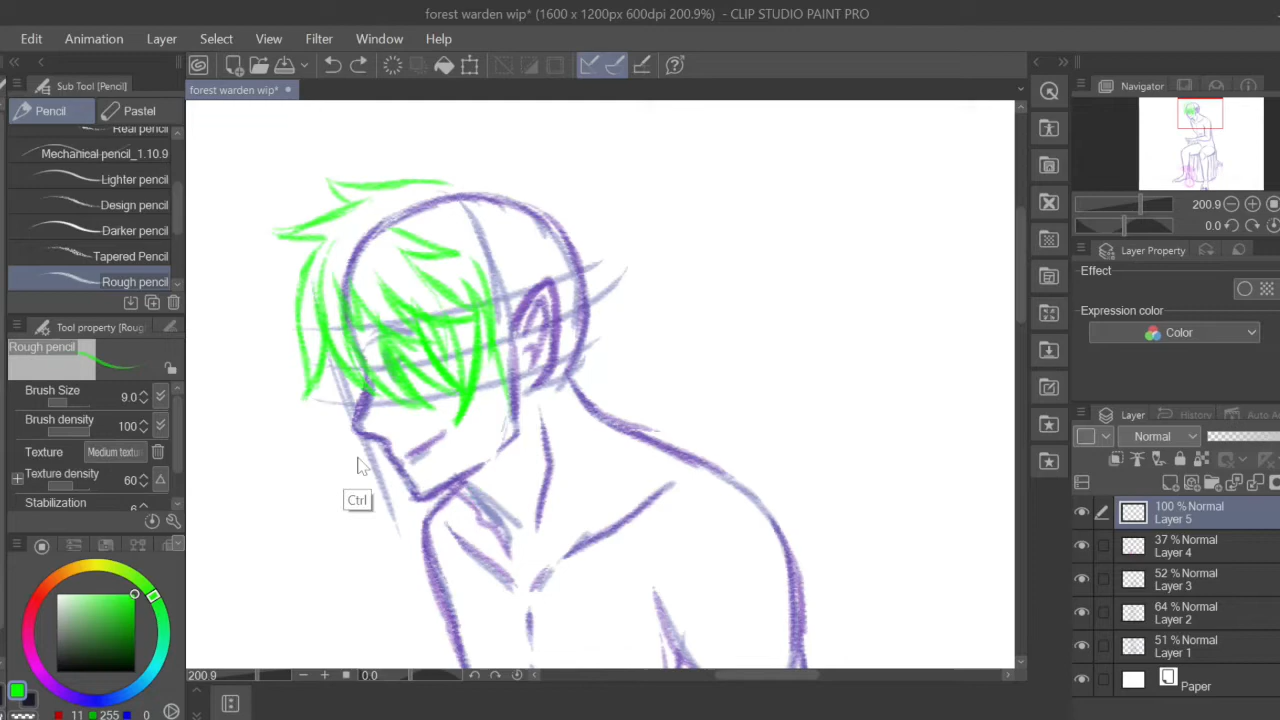 forest warden wip* (1600 x 1200px 600dpi 200.9%) - CLIP STUDIO PAINT PRO
Edit Animation Layer Select View Filter Window Help
Sub Tool [Pencil]
forest warden wip*
Navigator
Pencil Pastel
Real pencil
Mechanical pencil_1.10.9
Lighter pencil
Design pencil
Darker pencil
Tapered Pencil
Rough pencil
200.9
0.0
Layer Property
Effect
Expression color
Color
Tool property [Roug
Rough pencil
Brush Size 9.0
Brush density 100
Texture Medium textu
Texture density 60
Stabilization 6
Ctrl
Layer History Auto A
Normal
100 % Normal
Layer 5
37 % Normal
Layer 4
52 % Normal
Layer 3
64 % Normal
Layer 2
51 % Normal
Layer 1
Paper
200.9 0.0
11 255 0